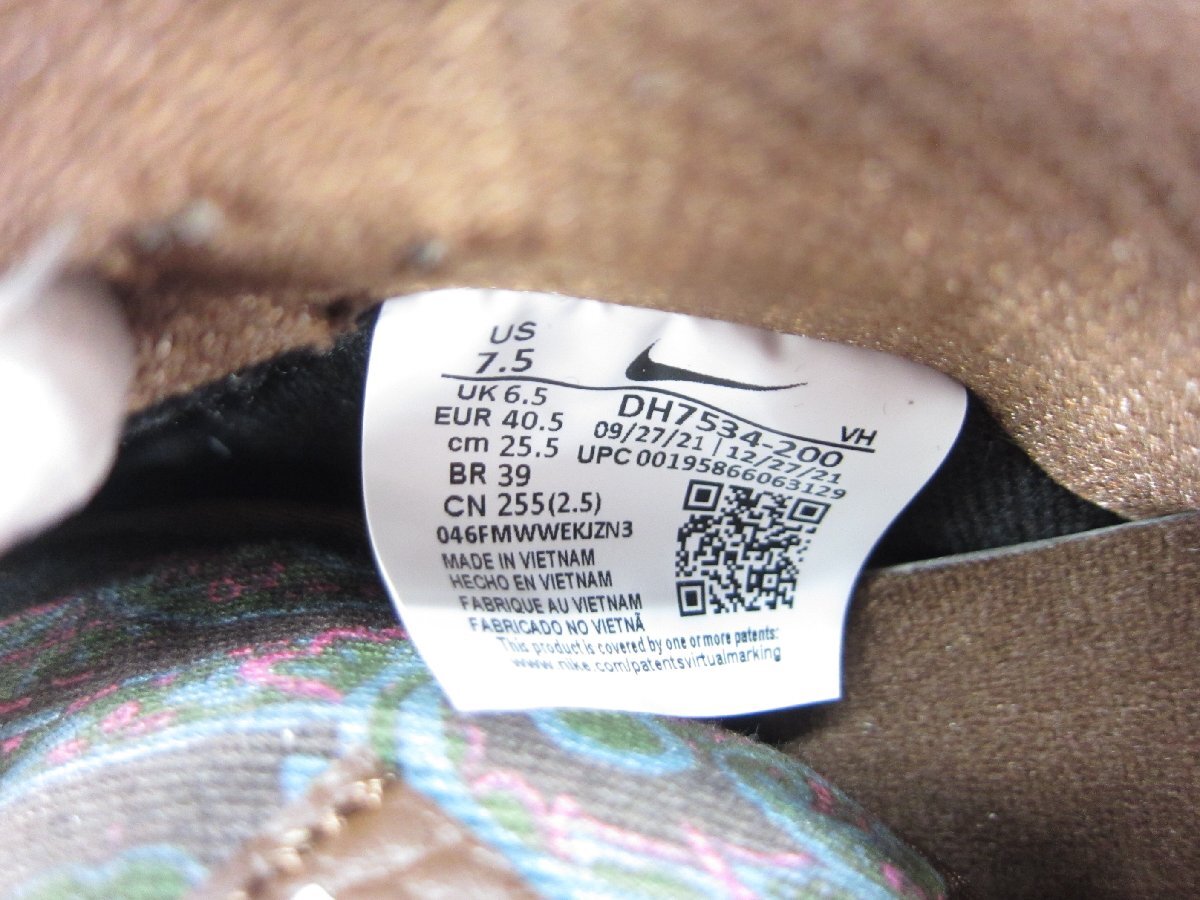 US
7.5
UK 6.5
EUR 40.5
cm 25.5
BR 39
CN 255(2.5)
046FMWWEKJZN3
MADE IN VIETNAM
HECHO EN VIETNAM
FABRIQUE AU VIETNAM
FABRICADO NO VIETNÃ
This product is covered by one or more patents:
www.nike.com/patentsvirtualmarking
VH
DH7534-200
09/27/21 | 12/27/21
UPC 00195866063129